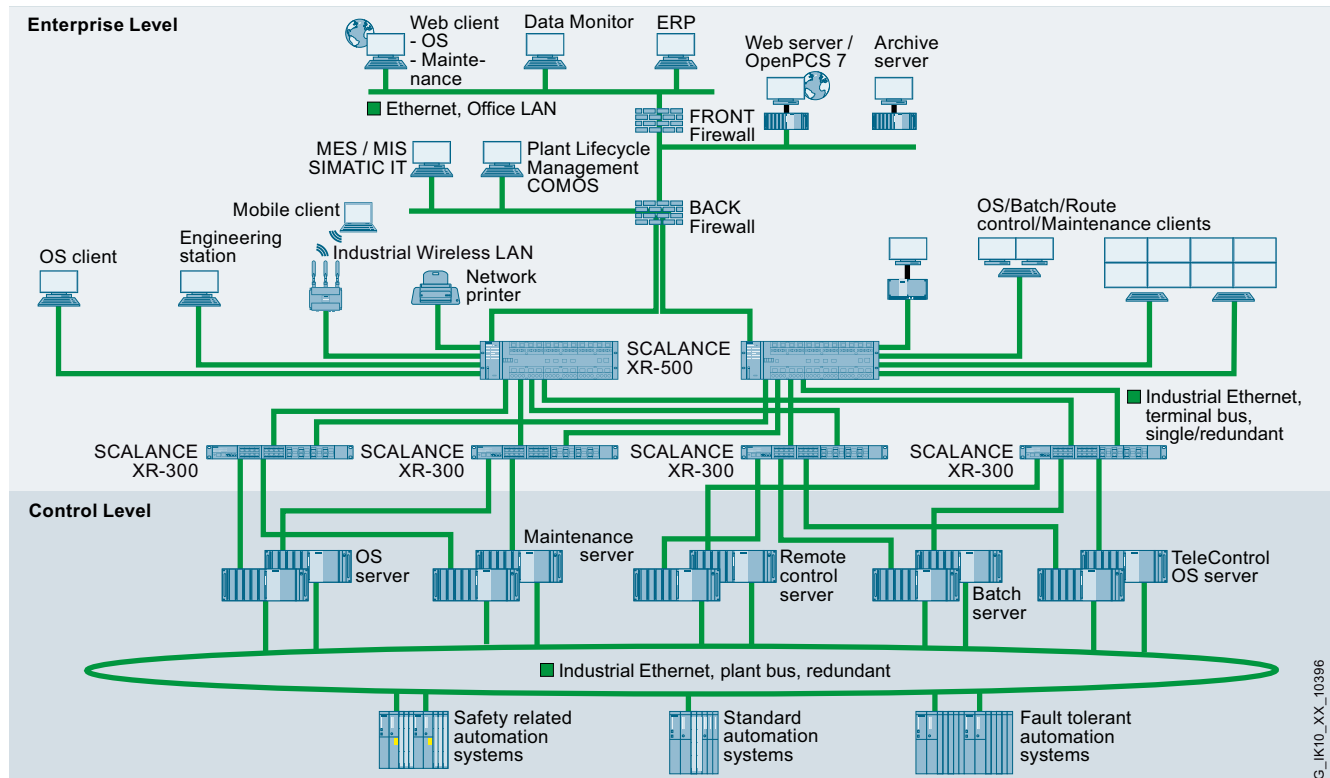 Enterprise Level
Web client
- OS
- Mainte-
nance
Data Monitor
ERP
Web server /
OpenPCS 7
Archive
server
Ethernet, Office LAN
FRONT
Firewall
MES / MIS
SIMATIC IT
Plant Lifecycle
Management
COMOS
Mobile client
BACK
Firewall
OS/Batch/Route
control/Maintenance clients
OS client
Engineering
station
Industrial Wireless LAN
Network
printer
SCALANCE
XR-500
Industrial Ethernet,
terminal bus,
single/redundant
SCALANCE
XR-300
SCALANCE
XR-300
SCALANCE
XR-300
SCALANCE
XR-300
Control Level
OS
server
Maintenance
server
Remote
control
server
Batch
server
TeleControl
OS server
Industrial Ethernet, plant bus, redundant
Safety related
automation
systems
Standard
automation
systems
Fault tolerant
automation
systems
G_IK10_XX_10396